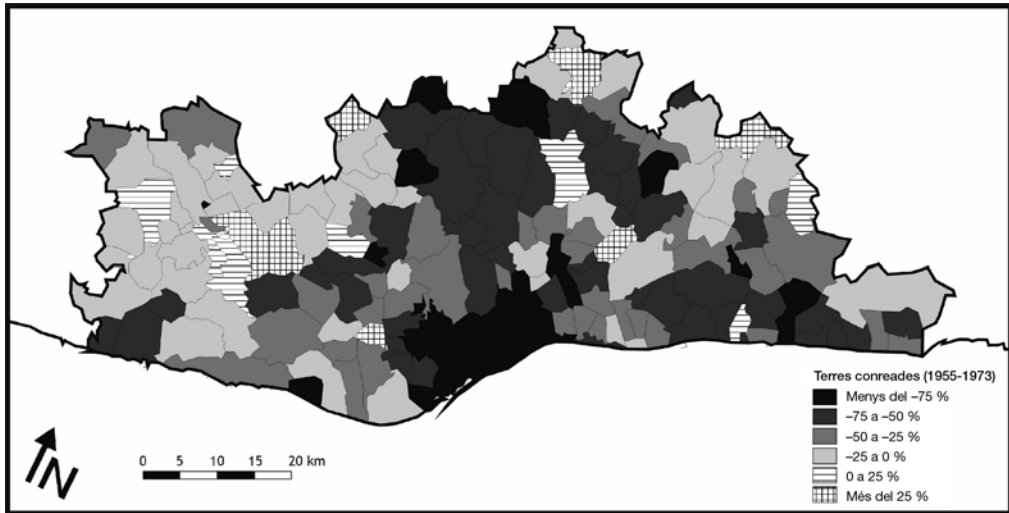 Terres conreades (1955-1973)
Menys del –75 %
–75 a –50 %
–50 a –25 %
–25 a 0 %
0 a 25 %
Més del 25 %
0 5 10 15 20 km
N